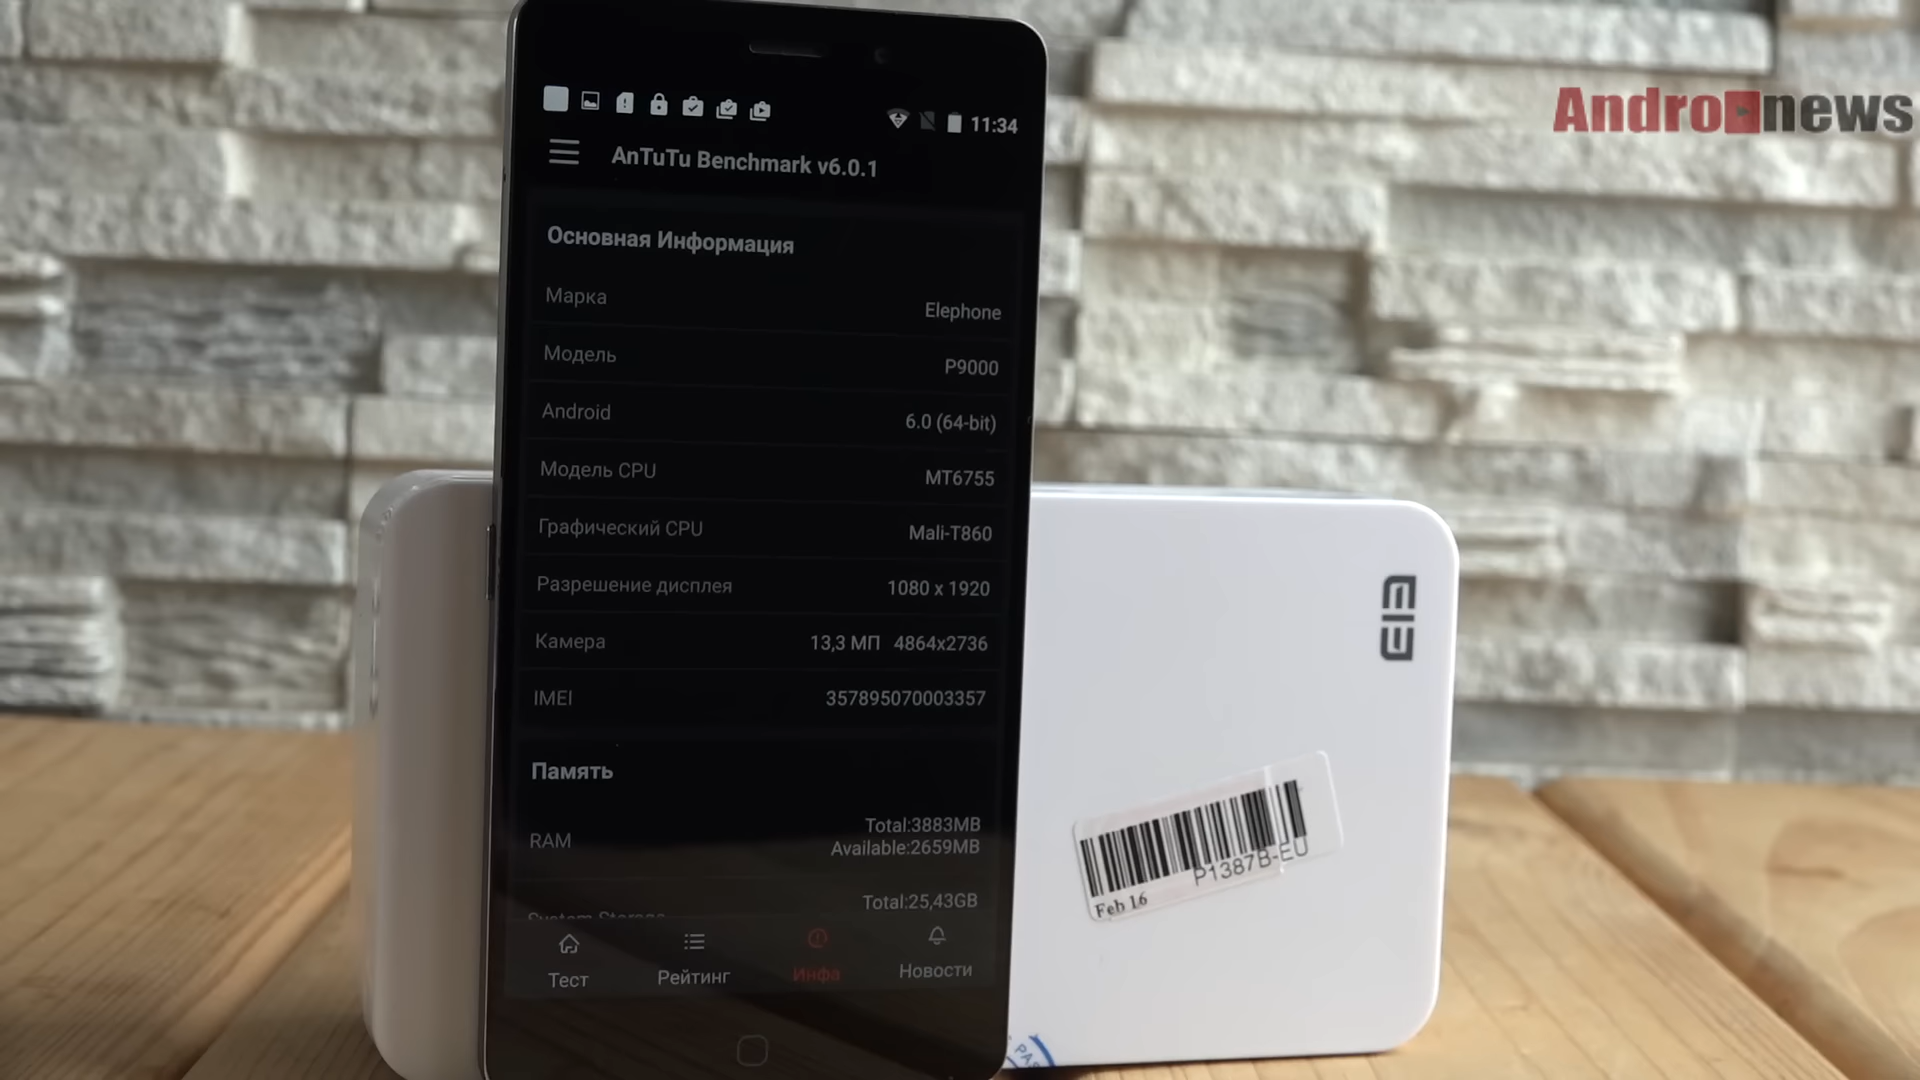 Andro news
11:34
AnTuTu Benchmark v6.0.1
Основная Информация
Марка Elephone
Модель P9000
Android 6.0 (64-bit)
Модель CPU MT6755
Графический CPU Mali-T860
Разрешение дисплея 1080 x 1920
Камера 13,3 МП 4864x2736
IMEI 357895070003357
Память
RAM Total:3883MB
Available:2659MB
System Storage Total:25,43GB
Тест Рейтинг Инфа Новости
P1387B-EU
Feb 16